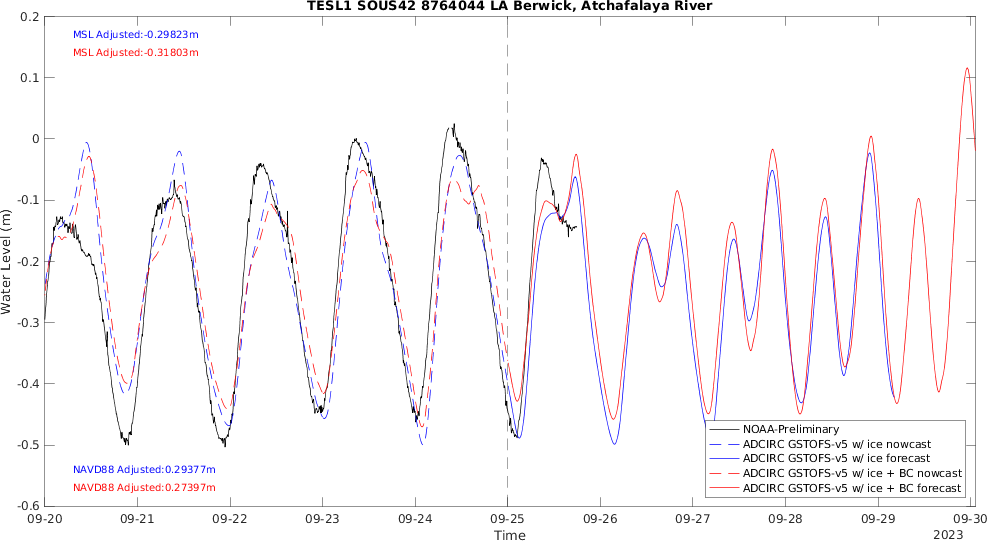 TESL1 SOUS42 8764044 LA Berwick, Atchafalaya River
MSL Adjusted:-0.29823m
MSL Adjusted:-0.31803m
0.2
0.1
0
-0.1
-0.2
-0.3
-0.4
-0.5
-0.6
Water Level (m)
NAVD88 Adjusted:0.29377m
NAVD88 Adjusted:0.27397m
NOAA-Preliminary
ADCIRC GSTOFS-v5 w/ ice nowcast
ADCIRC GSTOFS-v5 w/ ice forecast
ADCIRC GSTOFS-v5 w/ ice + BC nowcast
ADCIRC GSTOFS-v5 w/ ice + BC forecast
09-20 09-21 09-22 09-23 09-24 09-25 09-26 09-27 09-28 09-29 09-30
Time
2023